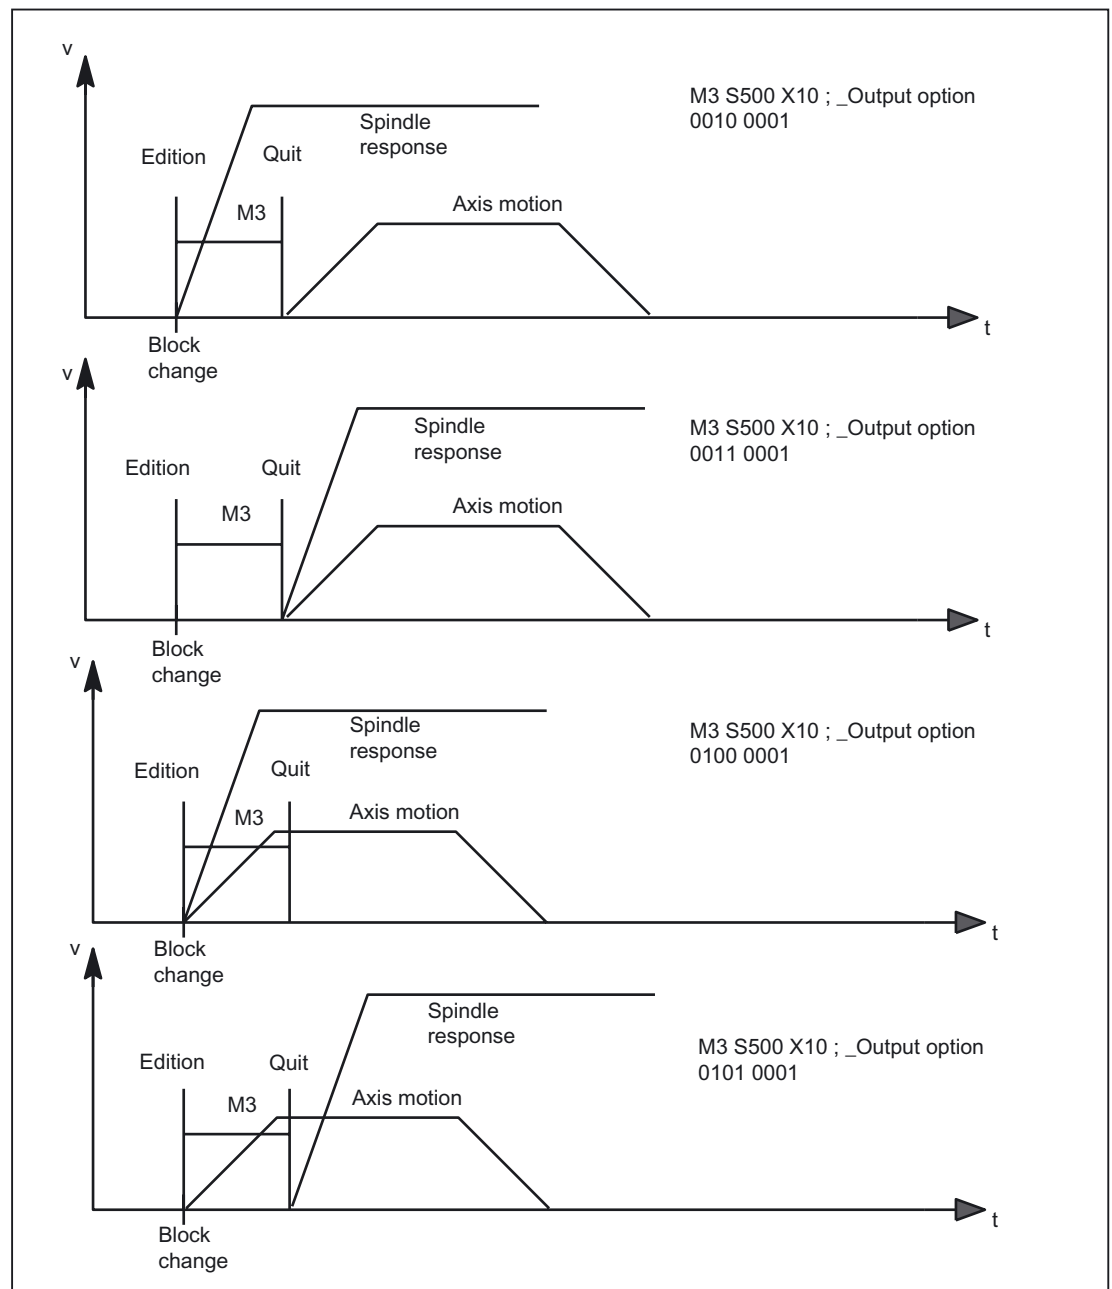 v
M3 S500 X10 ; _Output option
0010 0001
Spindle
response
Edition
Quit
M3
Axis motion
t
Block
change
v
Spindle
response
M3 S500 X10 ; _Output option
0011 0001
Edition
Quit
M3
Axis motion
t
Block
change
v
Spindle
response
M3 S500 X10 ; _Output option
0100 0001
Edition
Quit
M3
Axis motion
t
Block
change
v
Spindle
response
M3 S500 X10 ; _Output option
0101 0001
Edition
Quit
M3
Axis motion
t
Block
change